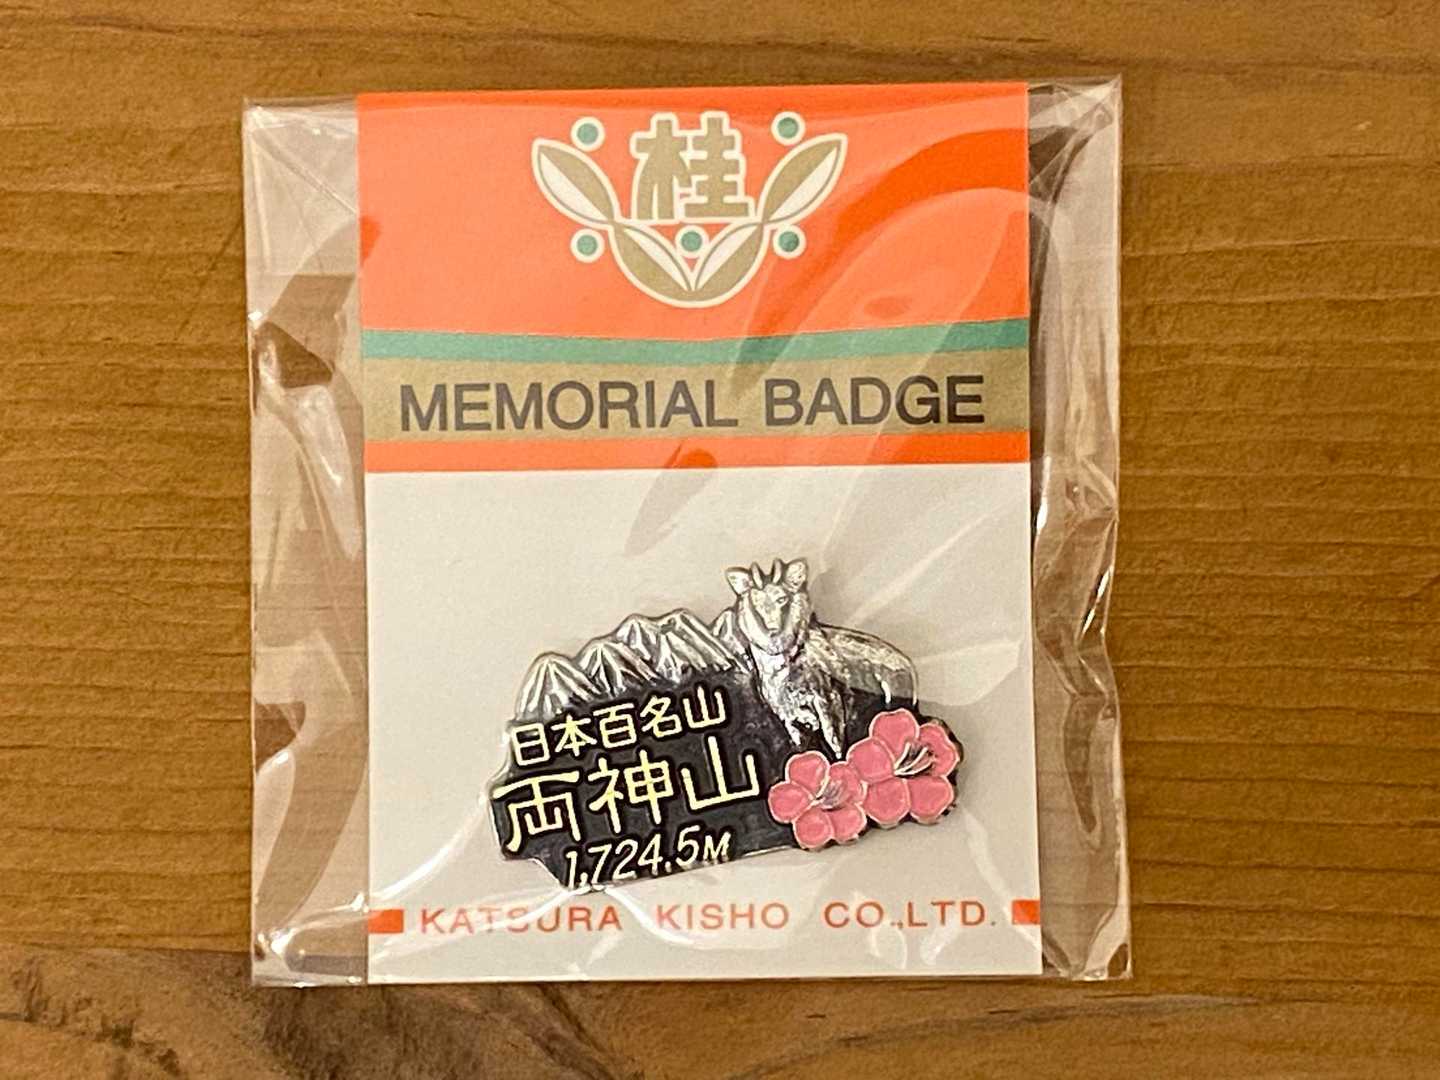 桂
MEMORIAL BADGE
日本百名山
両神山
1,724.5M
KATSURA KISHO CO.,LTD.